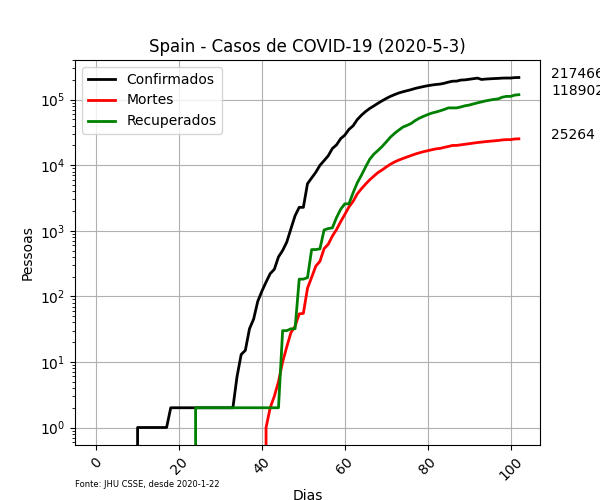 Spain - Casos de COVID-19 (2020-5-3)
Confirmados
Mortes
Recuperados
217466
118902
25264
Pessoas
10^5
10^4
10^3
10^2
10^1
10^0
0 20 40 60 80 100
Dias
Fonte: JHU CSSE, desde 2020-1-22